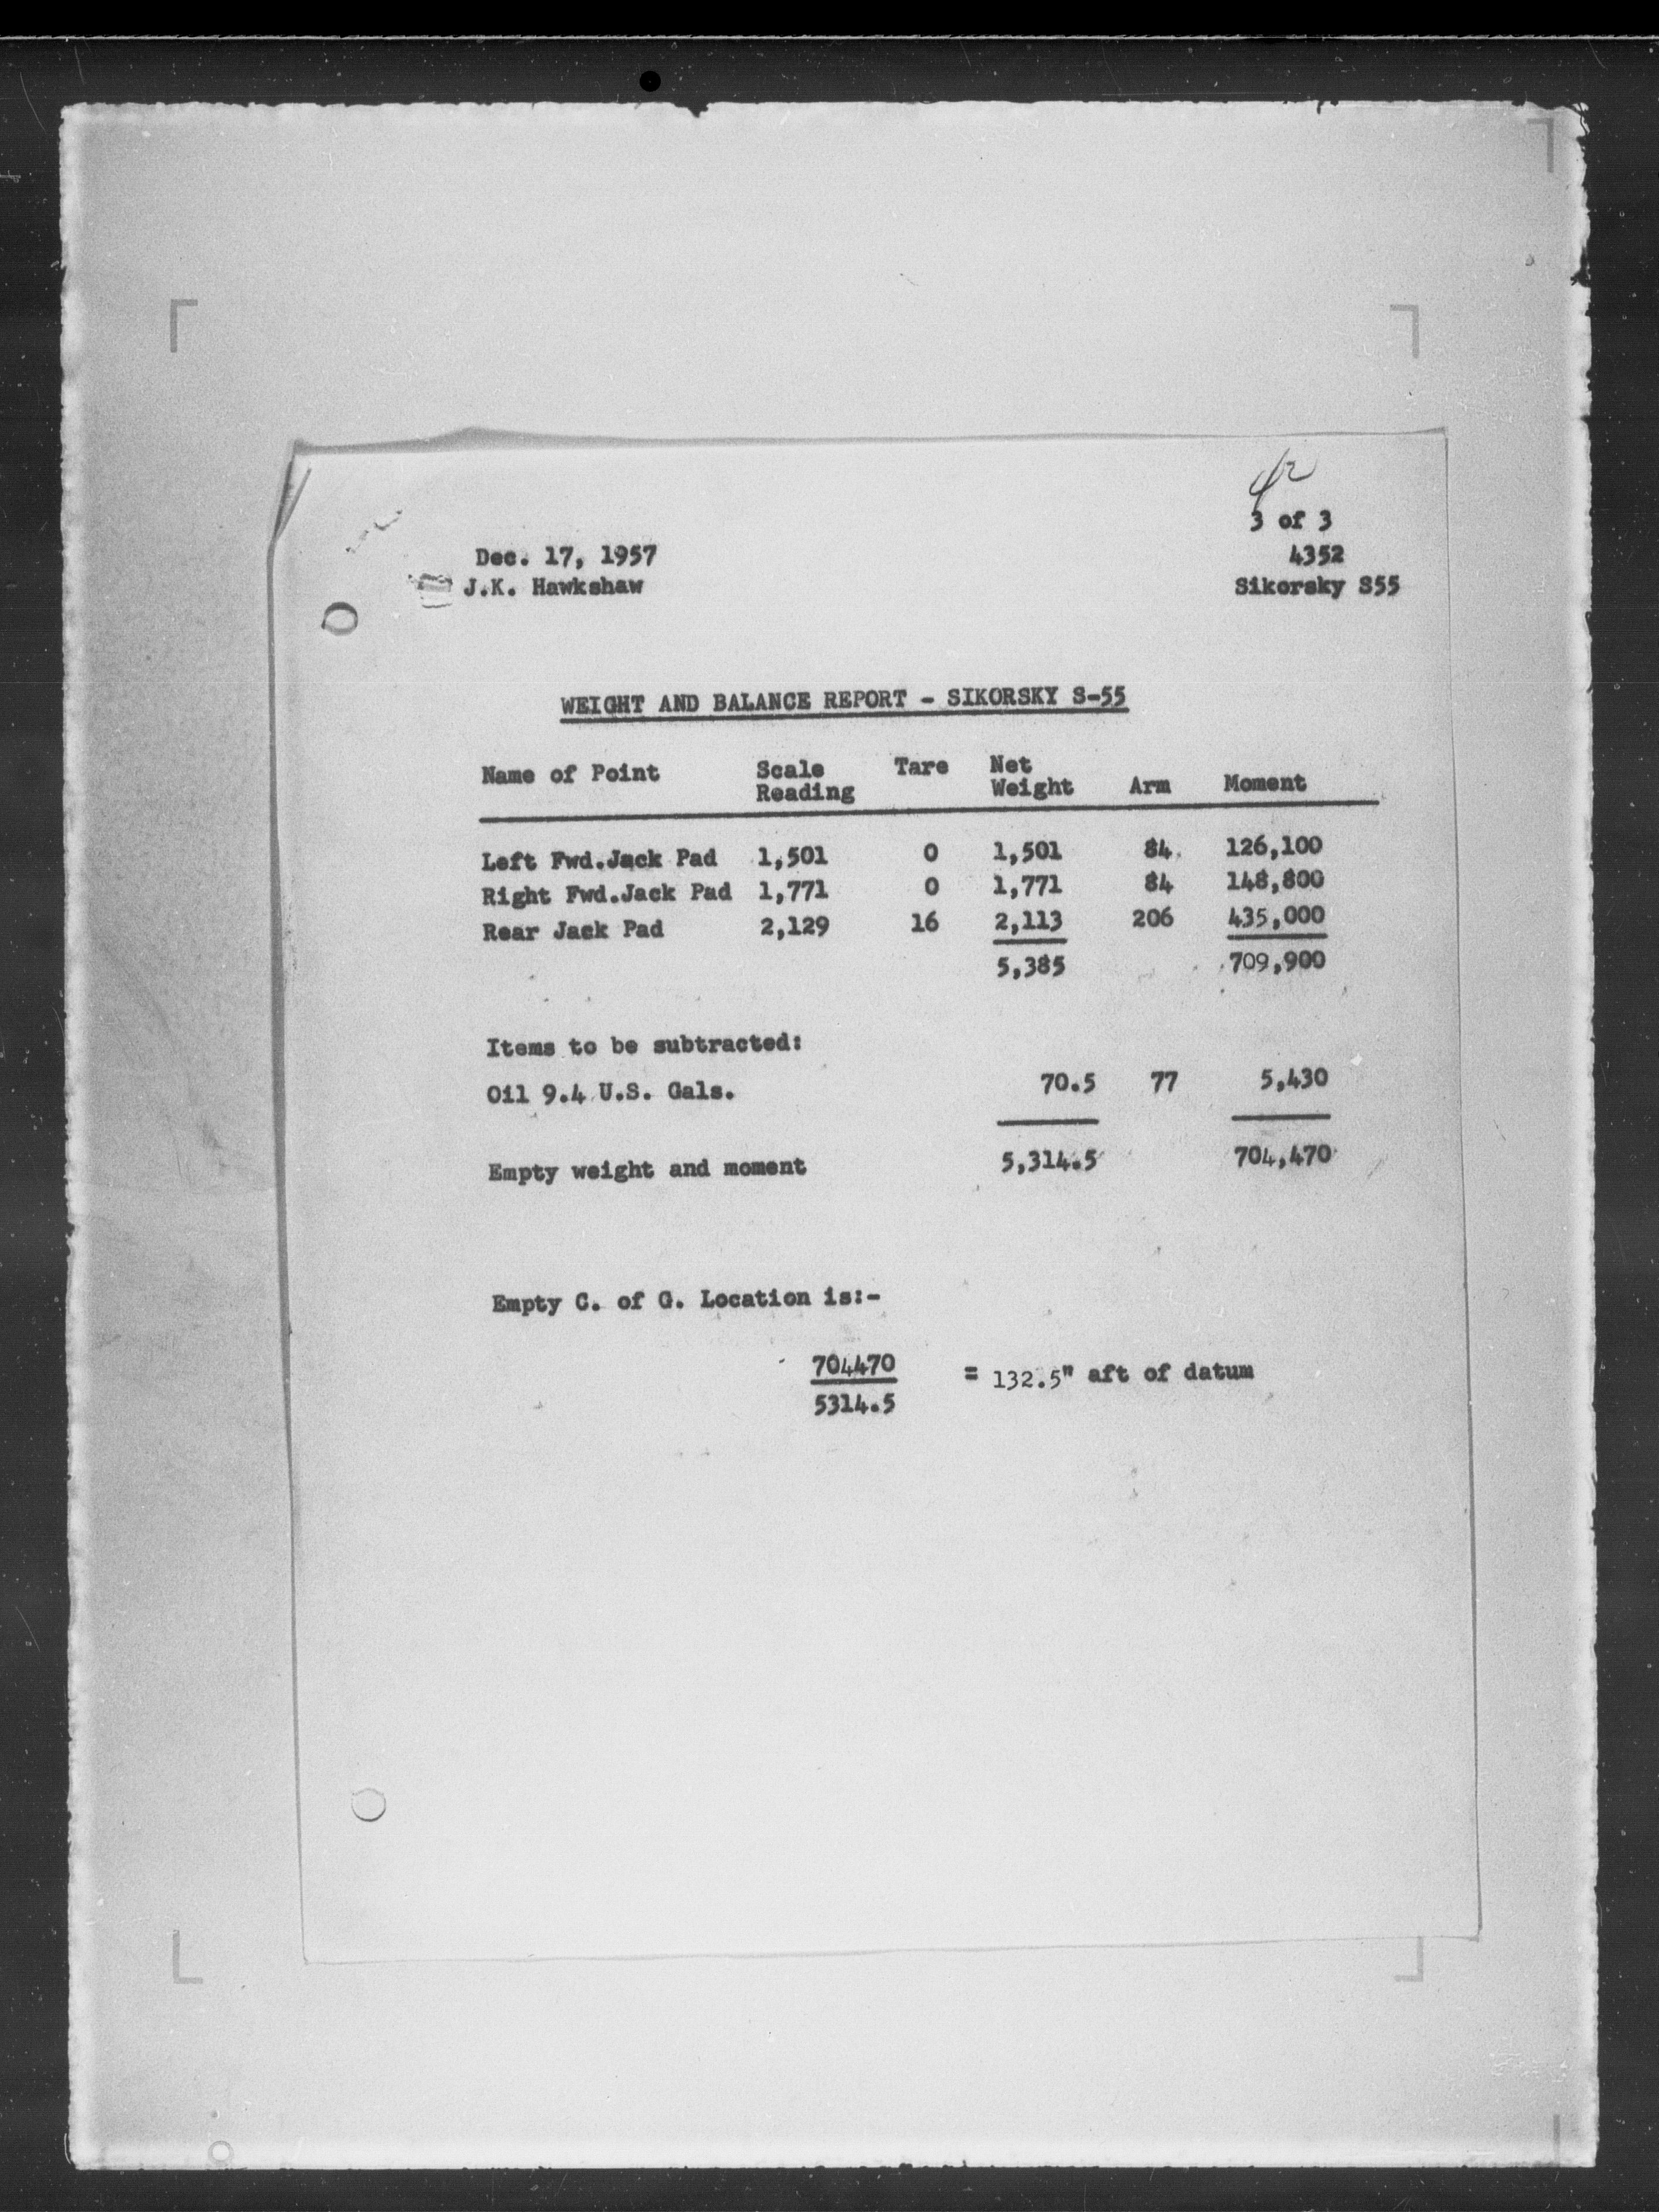 42
3 of 3
Dec. 17, 1957 4352
J.K. Hawkshaw Sikorsky S55
WEIGHT AND BALANCE REPORT - SIKORSKY S-55
Name of Point Scale Reading Tare Net Weight Arm Moment
Left Fwd.Jack Pad 1,501 0 1,501 84 126,100
Right Fwd.Jack Pad 1,771 0 1,771 84 148,800
Rear Jack Pad 2,129 16 2,113 206 435,000
5,385 709,900
Items to be subtracted:
Oil 9.4 U.S. Gals. 70.5 77 5,430
Empty weight and moment 5,314.5 704,470
Empty C. of G. Location is:-
704470 = 132.5" aft of datum
5314.5